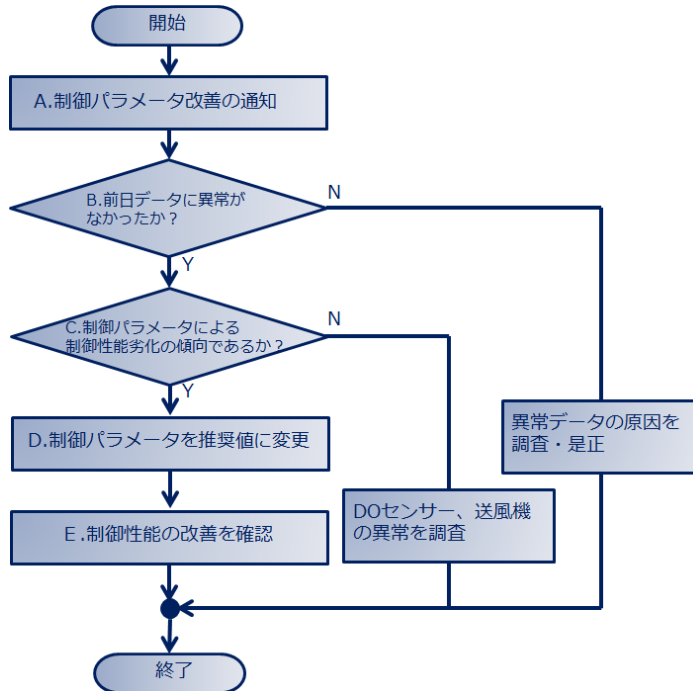 開始
A.制御パラメータ改善の通知
B.前日データに異常が
なかったか？
N
Y
C.制御パラメータによる
制御性能劣化の傾向であるか？
N
Y
D.制御パラメータを推奨値に変更
異常データの原因を
調査・是正
E.制御性能の改善を確認
DOセンサー、送風機
の異常を調査
終了